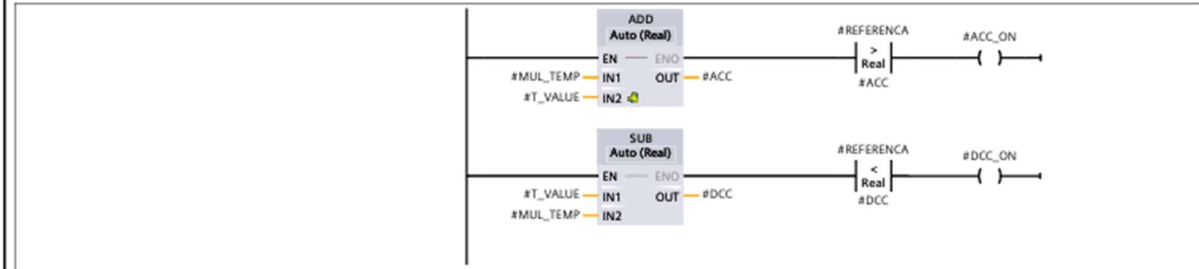 ADD
Auto (Real)
#REFERENCA
#ACC_ON
EN
ENO
>
Real
#MUL_TEMP
IN1
OUT
#ACC
#ACC
#T_VALUE
IN2
SUB
Auto (Real)
#REFERENCA
#DCC_ON
EN
ENO
<
Real
#T_VALUE
IN1
OUT
#DCC
#DCC
#MUL_TEMP
IN2